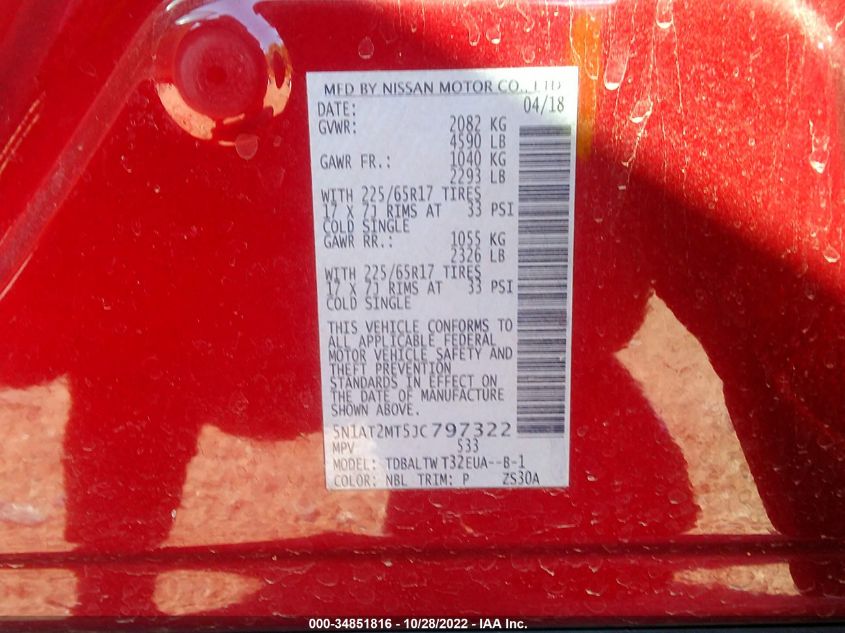 MFD BY NISSAN MOTOR CO., LTD
DATE: 04/18
GVWR: 2082 KG
4590 LB
GAWR FR.: 1040 KG
2293 LB
WITH 225/65R17 TIRES
17 X 7J RIMS AT 33 PSI
COLD SINGLE
GAWR RR.: 1055 KG
2326 LB
WITH 225/65R17 TIRES
17 X 7J RIMS AT 33 PSI
COLD SINGLE
THIS VEHICLE CONFORMS TO
ALL APPLICABLE FEDERAL
MOTOR VEHICLE SAFETY AND
THEFT PREVENTION
STANDARDS IN EFFECT ON
THE DATE OF MANUFACTURE
SHOWN ABOVE.
5N1AT2MT5JC797322
MPV 533
MODEL: TDBALTW T32EUA--B-1
COLOR: NBL TRIM: P ZS30A
000-34851816 - 10/28/2022 - IAA Inc.